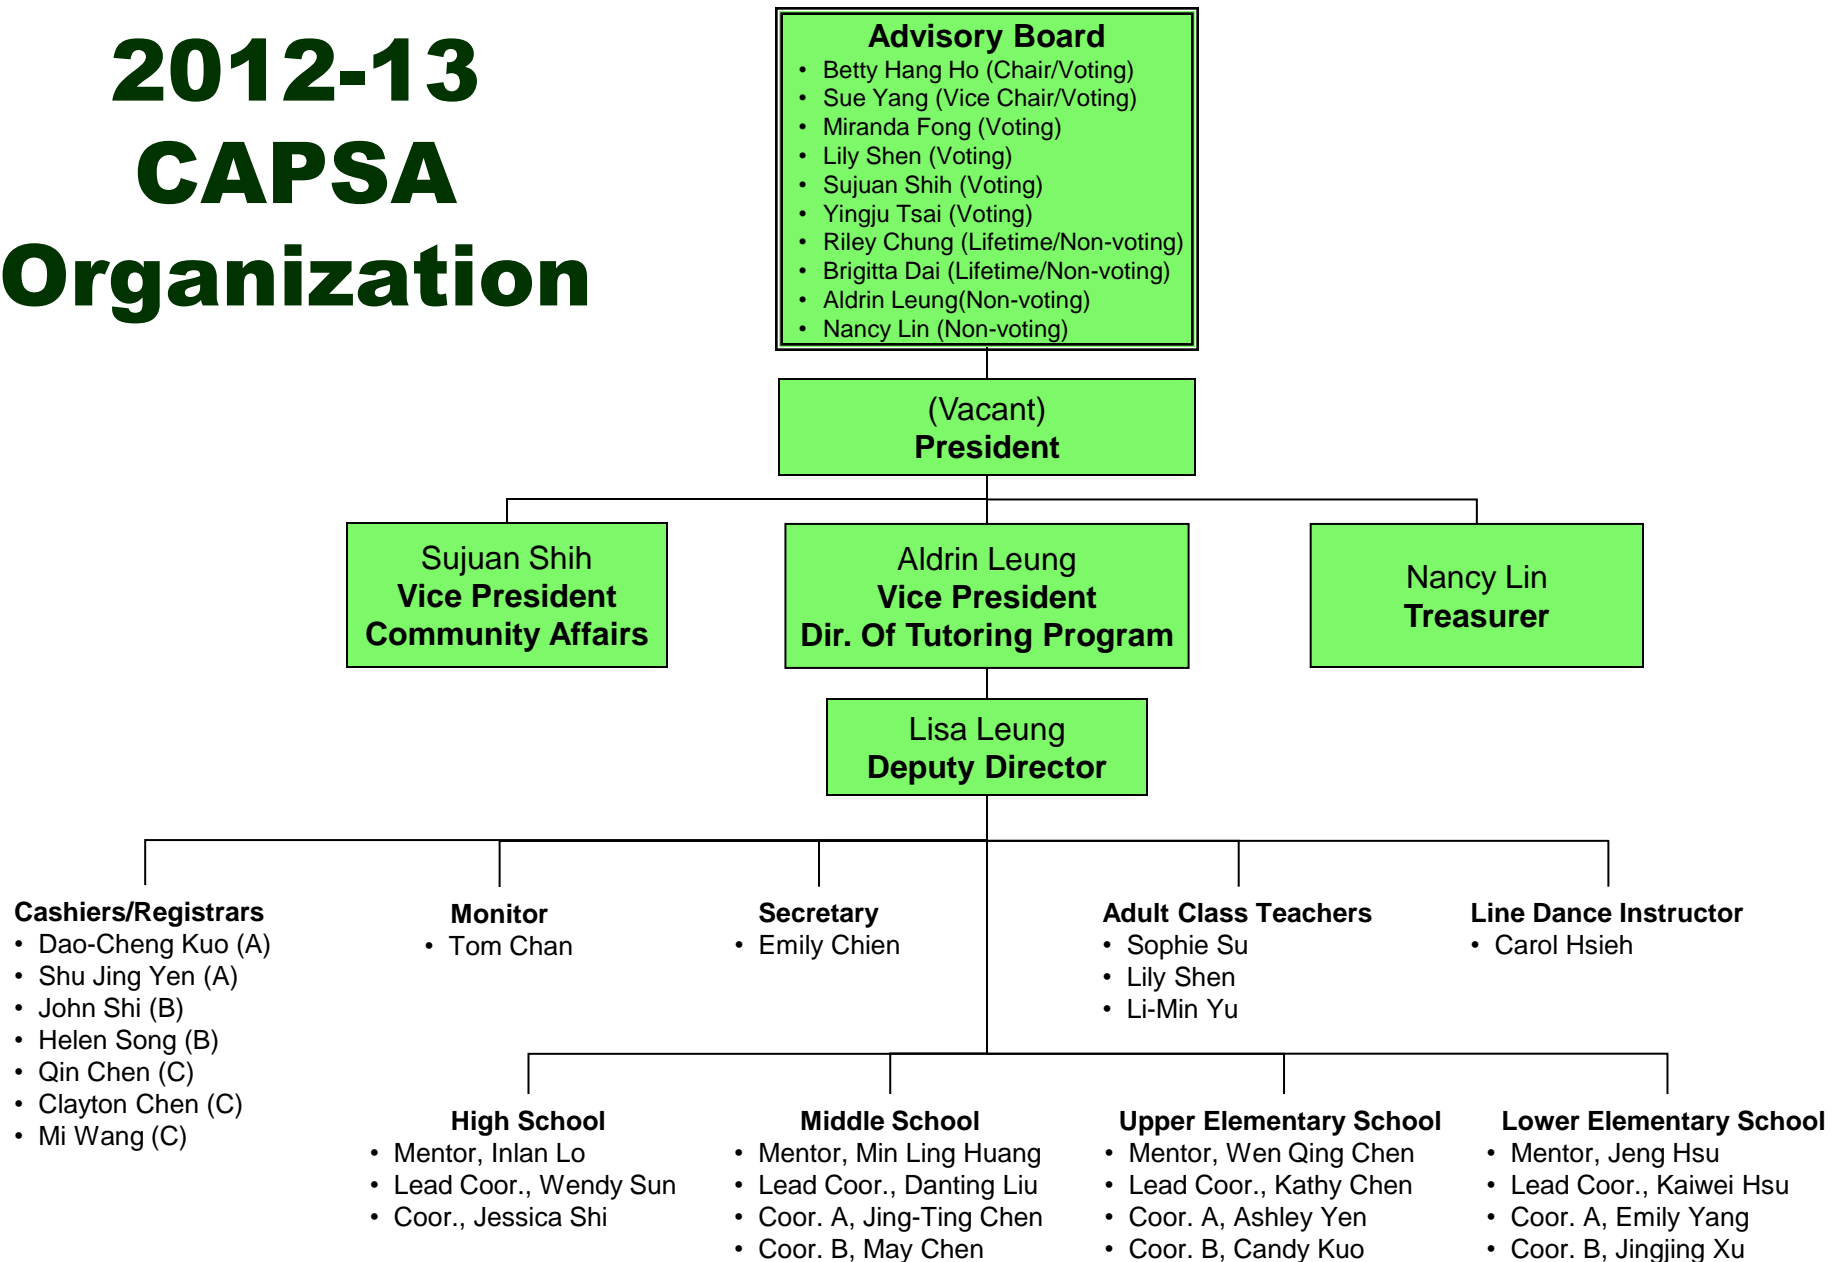 2012-13
CAPSA
Organization
Advisory Board
• Betty Hang Ho (Chair/Voting)
• Sue Yang (Vice Chair/Voting)
• Miranda Fong (Voting)
• Lily Shen (Voting)
• Sujuan Shih (Voting)
• Yingju Tsai (Voting)
• Riley Chung (Lifetime/Non-voting)
• Brigitta Dai (Lifetime/Non-voting)
• Aldrin Leung(Non-voting)
• Nancy Lin (Non-voting)
(Vacant)
President
Sujuan Shih
Vice President
Community Affairs
Aldrin Leung
Vice President
Dir. Of Tutoring Program
Nancy Lin
Treasurer
Lisa Leung
Deputy Director
Cashiers/Registrars
• Dao-Cheng Kuo (A)
• Shu Jing Yen (A)
• John Shi (B)
• Helen Song (B)
• Qin Chen (C)
• Clayton Chen (C)
• Mi Wang (C)
Monitor
• Tom Chan
Secretary
• Emily Chien
Adult Class Teachers
• Sophie Su
• Lily Shen
• Li-Min Yu
Line Dance Instructor
• Carol Hsieh
High School
• Mentor, Inlan Lo
• Lead Coor., Wendy Sun
• Coor., Jessica Shi
Middle School
• Mentor, Min Ling Huang
• Lead Coor., Danting Liu
• Coor. A, Jing-Ting Chen
• Coor. B, May Chen
Upper Elementary School
• Mentor, Wen Qing Chen
• Lead Coor., Kathy Chen
• Coor. A, Ashley Yen
• Coor. B, Candy Kuo
Lower Elementary School
• Mentor, Jeng Hsu
• Lead Coor., Kaiwei Hsu
• Coor. A, Emily Yang
• Coor. B, Jingjing Xu